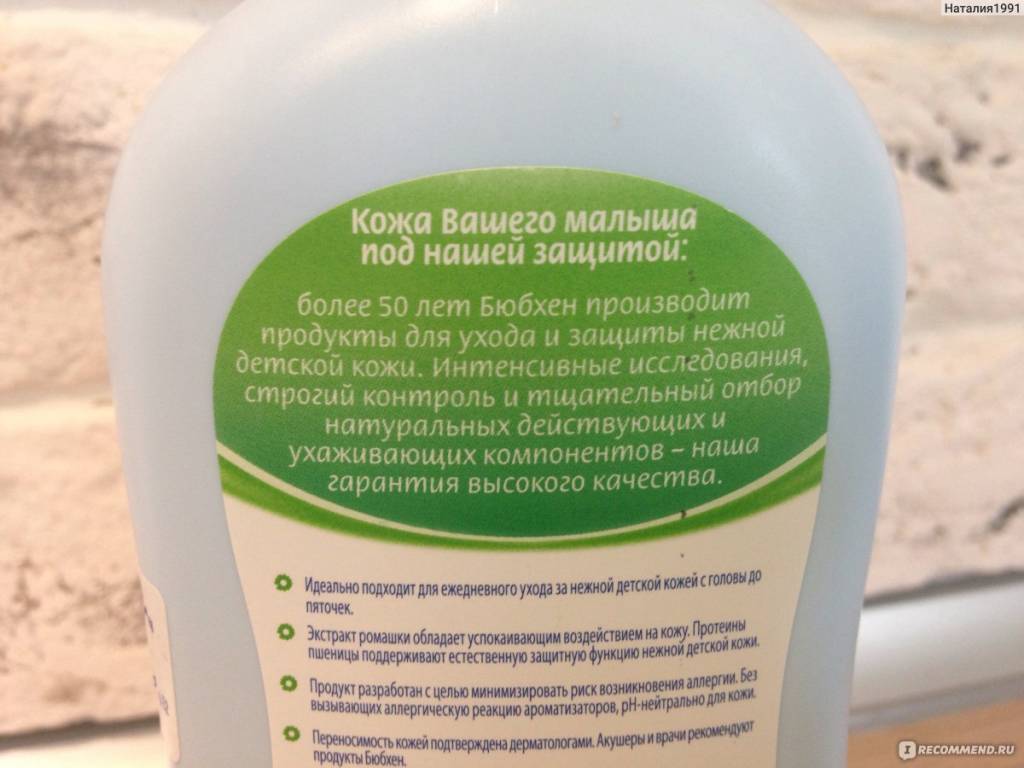 Наталия1991
Кожа Вашего малыша
под нашей защитой:
более 50 лет Бюбхен производит
продукты для ухода и защиты нежной
детской кожи. Интенсивные исследования,
строгий контроль и тщательный отбор
натуральных действующих и
ухаживающих компонентов – наша
гарантия высокого качества.
Идеально подходит для ежедневного ухода за нежной детской кожей с головы до
пяточек.
Экстракт ромашки обладает успокаивающим воздействием на кожу. Протеины
пшеницы поддерживают естественную защитную функцию нежной детской кожи.
Продукт разработан с целью минимизировать риск возникновения аллергии. Без
вызывающих аллергическую реакцию ароматизаторов, pH-нейтрально для кожи.
Переносимость кожей подтверждена дерматологами. Акушеры и врачи рекомендуют
продукты Бюбхен.
IRECOMMEND.RU